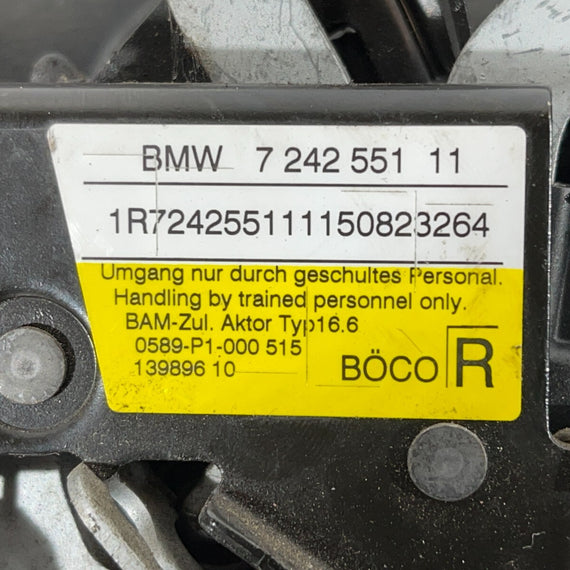 BMW 7 242 551 11
1R7242551111150823264
Umgang nur durch geschultes Personal.
Handling by trained personnel only.
BAM-Zul. Aktor Typ16.6
0589-P1-000 515
139896 10
BÖCO R